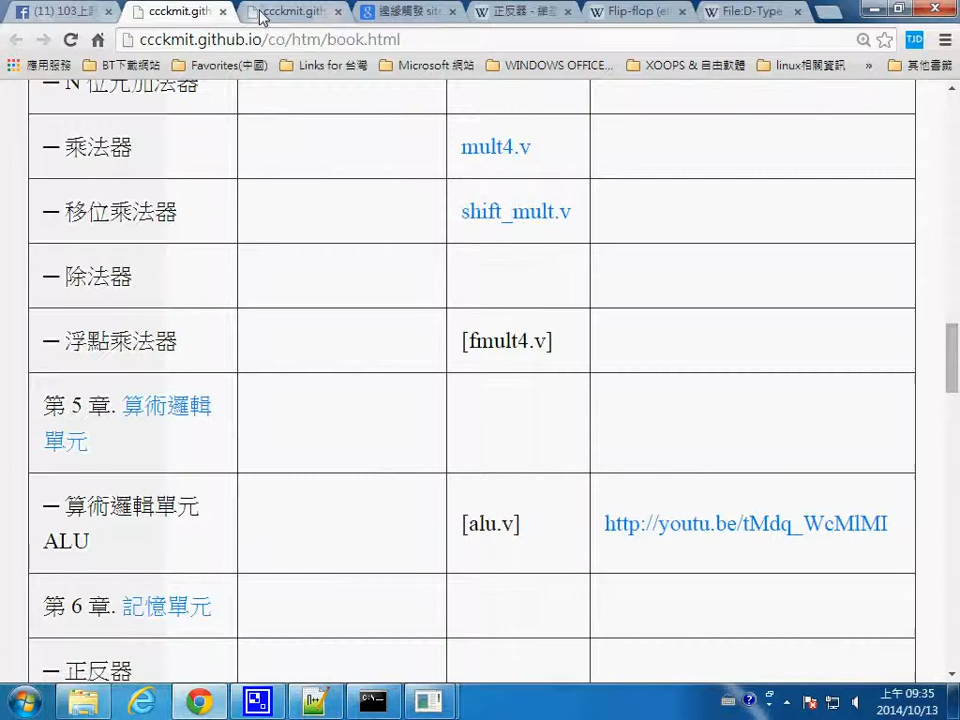 (11) 103上
ccckmit.gith
ccckmit.gith
邊緣觸發 site
正反器 - 維
Flip-flop (e
File:D-Type
ccckmit.github.io/co/htm/book.html
應用服務
BT下載網站
Favorites(中國)
Links for 台灣
Microsoft 網站
WINDOWS OFFICE...
XOOPS & 自由軟體
linux相關資訊
»
其他書籤
─ N 位元加法器
─ 乘法器
mult4.v
─ 移位乘法器
shift_mult.v
─ 除法器
─ 浮點乘法器
[fmult4.v]
第 5 章. 算術邏輯
單元
─ 算術邏輯單元
ALU
[alu.v]
http://youtu.be/tMdq_WcMlMI
第 6 章. 記憶單元
─ 正反器
上午 09:35
2014/10/13